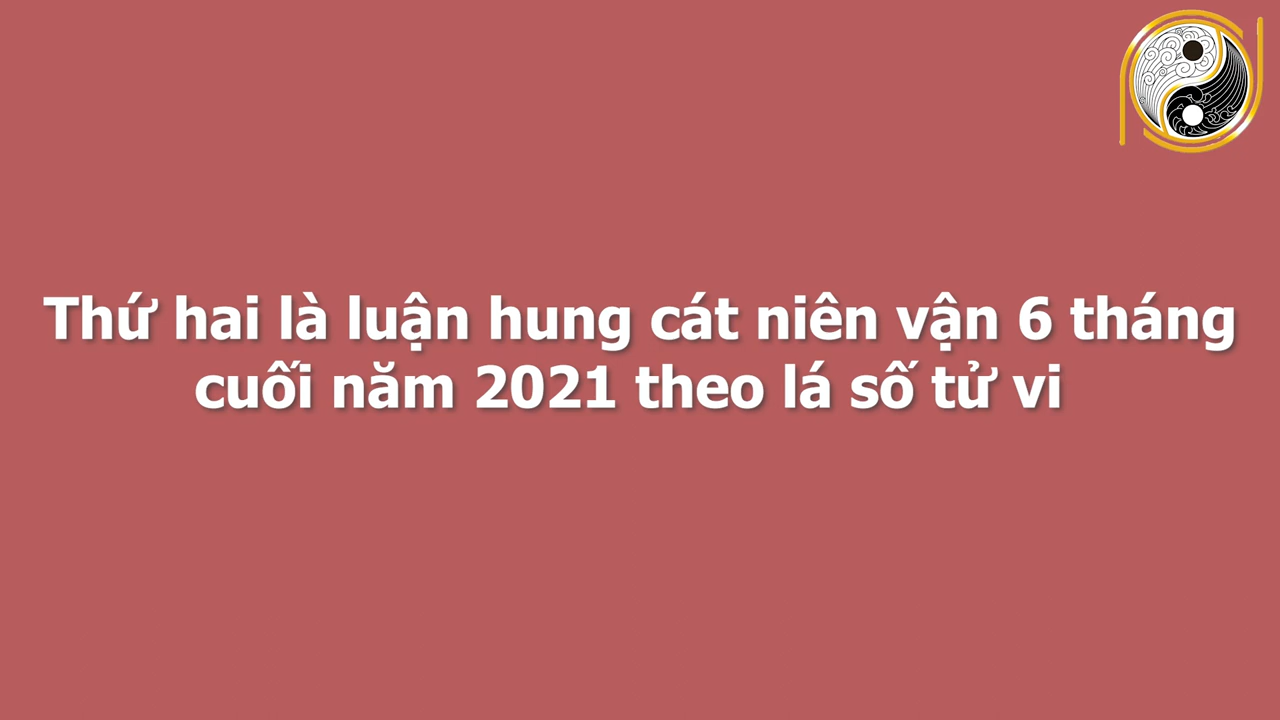 Thứ hai là luận hung cát niên vận 6 tháng
cuối năm 2021 theo lá số tử vi